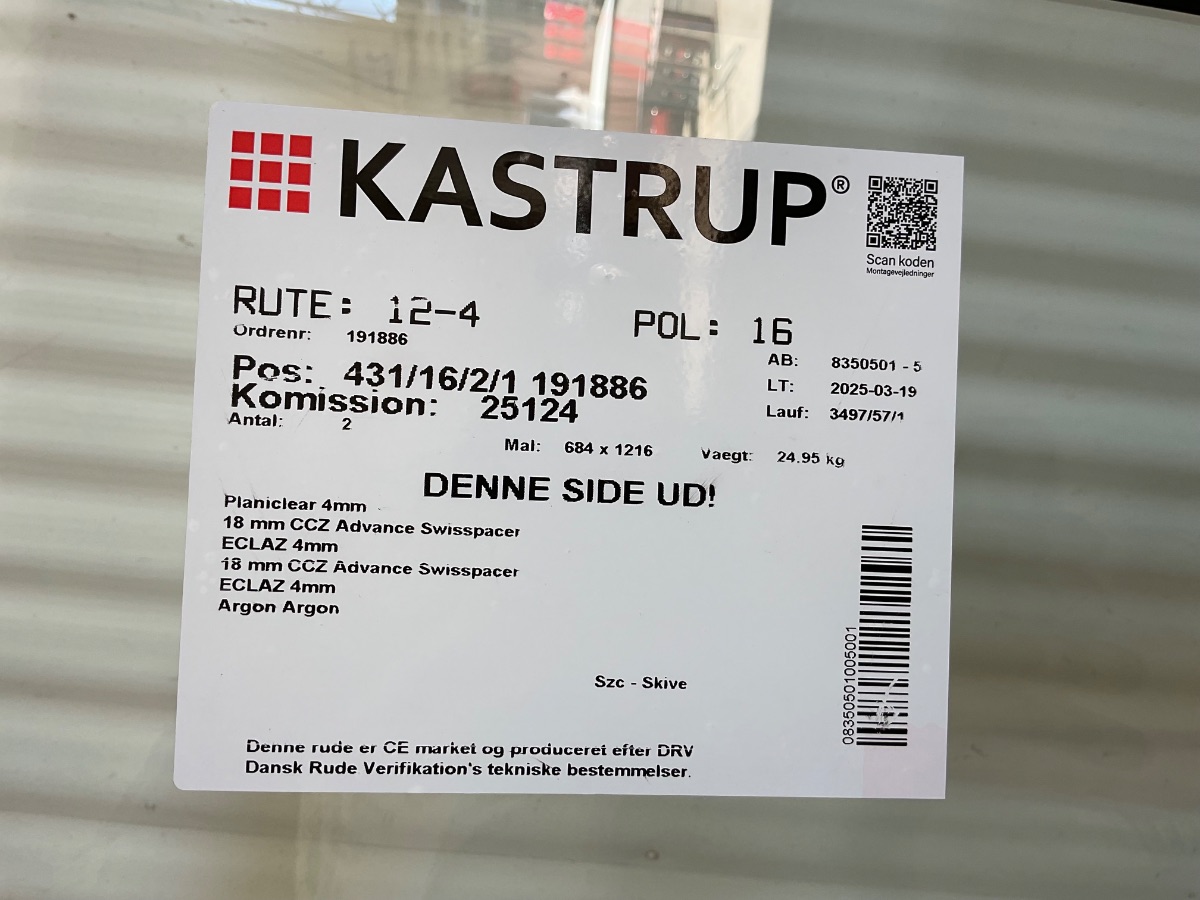 KASTRUP®
Scan koden
Montagevejledninger
RUTE: 12-4
POL: 16
Ordrenr: 191886
AB: 8350501 - 5
Pos: 431/16/2/1 191886
LT: 2025-03-19
Komission: 25124
Lauf: 3497/57/1
Antal: 2
Mal: 684 x 1216
Vaegt: 24.95 kg
DENNE SIDE UD!
Planiclear 4mm
18 mm CCZ Advance Swisspacer
ECLAZ 4mm
18 mm CCZ Advance Swisspacer
ECLAZ 4mm
Argon Argon
08350501005001
Szc - Skive
Denne rude er CE market og produceret efter DRV
Dansk Rude Verifikation's tekniske bestemmelser.